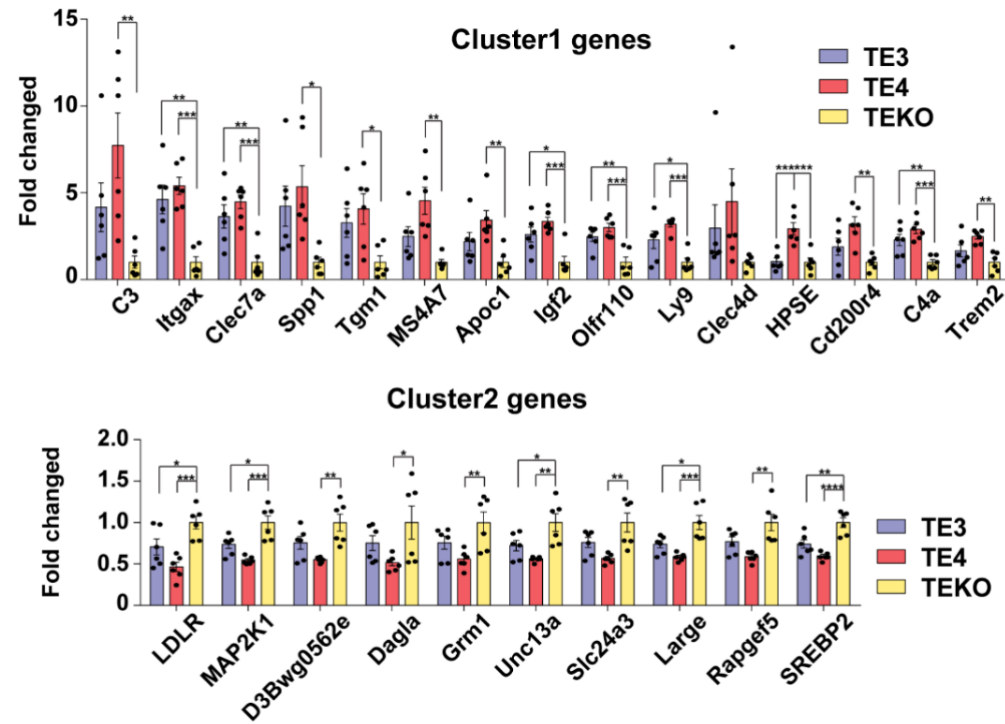 Cluster1 genes
15
10
5
0
Fold changed
TE3
TE4
TEKO
**
** ***
** ***
*
*
**
**
* ***
** ***
* ***
******
**
** ***
**
C3 Itgax Clec7a Spp1 Tgm1 MS4A7 Apoc1 Igf2 Olfr110 Ly9 Clec4d HPSE Cd200r4 C4a Trem2
Cluster2 genes
2.0
1.5
1.0
0.5
0
Fold changed
* ***
* ***
**
*
**
* **
**
* ***
**
** ****
TE3
TE4
TEKO
LDLR MAP2K1 D3Bwg0562e Dagla Grm1 Unc13a Slc24a3 Large Rapgef5 SREBP2